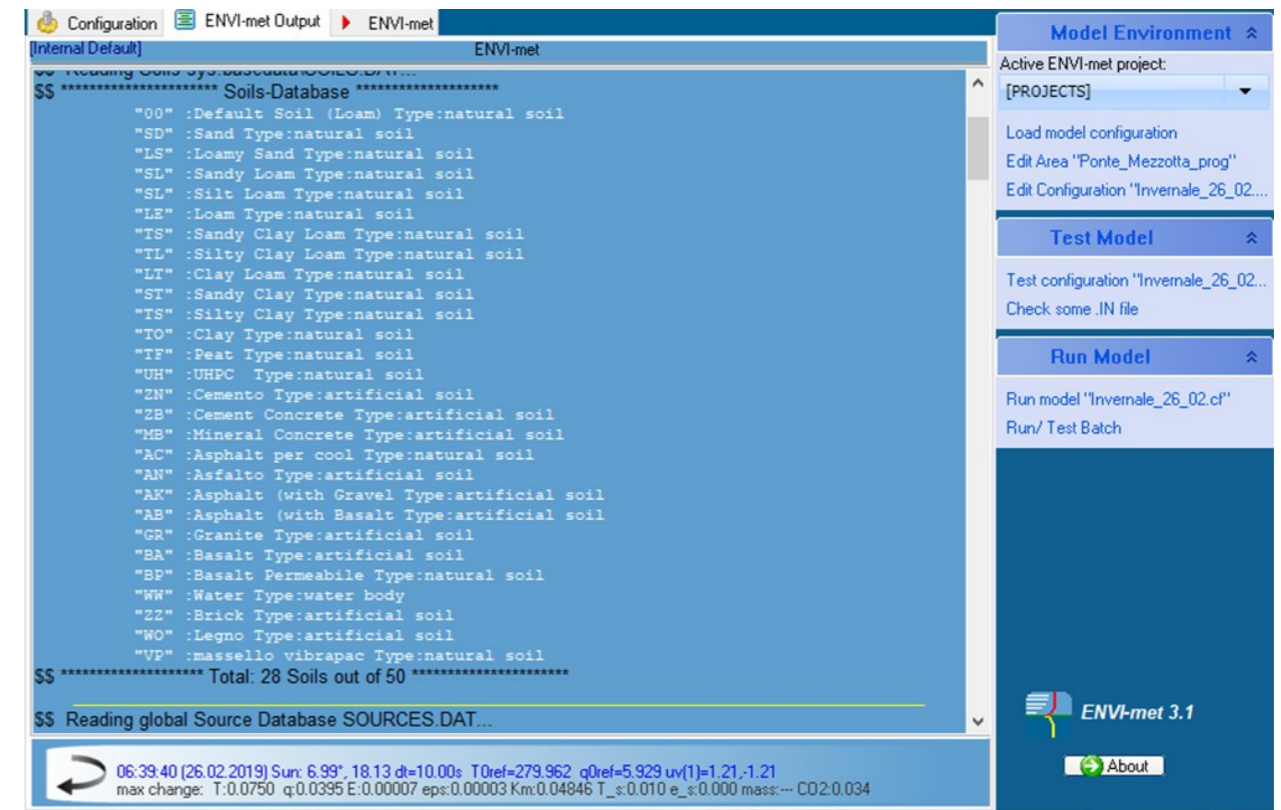 Configuration ENVI-met Output ENVI-met
[Internal Default] ENVI-met
$$ Reading Soils sys.basedata\SOILS.DAT...
$$ ********************** Soils-Database ********************
"00" :Default Soil (Loam) Type:natural soil
"SD" :Sand Type:natural soil
"LS" :Loamy Sand Type:natural soil
"SL" :Sandy Loam Type:natural soil
"SL" :Silt Loam Type:natural soil
"LE" :Loam Type:natural soil
"TS" :Sandy Clay Loam Type:natural soil
"TL" :Silty Clay Loam Type:natural soil
"LT" :Clay Loam Type:natural soil
"ST" :Sandy Clay Type:natural soil
"TS" :Silty Clay Type:natural soil
"TO" :Clay Type:natural soil
"TF" :Peat Type:natural soil
"UH" :UHPC  Type:natural soil
"ZN" :Cemento Type:artificial soil
"ZB" :Cement Concrete Type:artificial soil
"MB" :Mineral Concrete Type:artificial soil
"AC" :Asphalt per cool Type:natural soil
"AN" :Asfalto Type:artificial soil
"AK" :Asphalt (with Gravel Type:artificial soil
"AB" :Asphalt (with Basalt Type:artificial soil
"GR" :Granite Type:artificial soil
"BA" :Basalt Type:artificial soil
"BP" :Basalt Permeabile Type:natural soil
"WW" :Water Type:water body
"ZZ" :Brick Type:artificial soil
"WO" :Legno Type:artificial soil
"VP" :massello vibrapac Type:natural soil
$$ ******************** Total: 28 Soils out of 50 **********************
$$ Reading global Source Database SOURCES.DAT...
06:39:40 (26.02.2019) Sun: 6.99°, 18.13 dt=10.00s T0ref=279.962 q0ref=5.929 uv(1)=1.21,-1.21
max change: T:0.0750 q:0.0395 E:0.00007 eps:0.00003 Km:0.04846 T_s:0.010 e_s:0.000 mass:--- CO2:0.034
Model Environment
Active ENVI-met project:
[PROJECTS]
Load model configuration
Edit Area "Ponte_Mezzotta_prog"
Edit Configuration "Invernale_26_02....
Test Model
Test configuration "Invernale_26_02...
Check some .IN file
Run Model
Run model "Invernale_26_02.cf"
Run/ Test Batch
ENVI-met 3.1
About